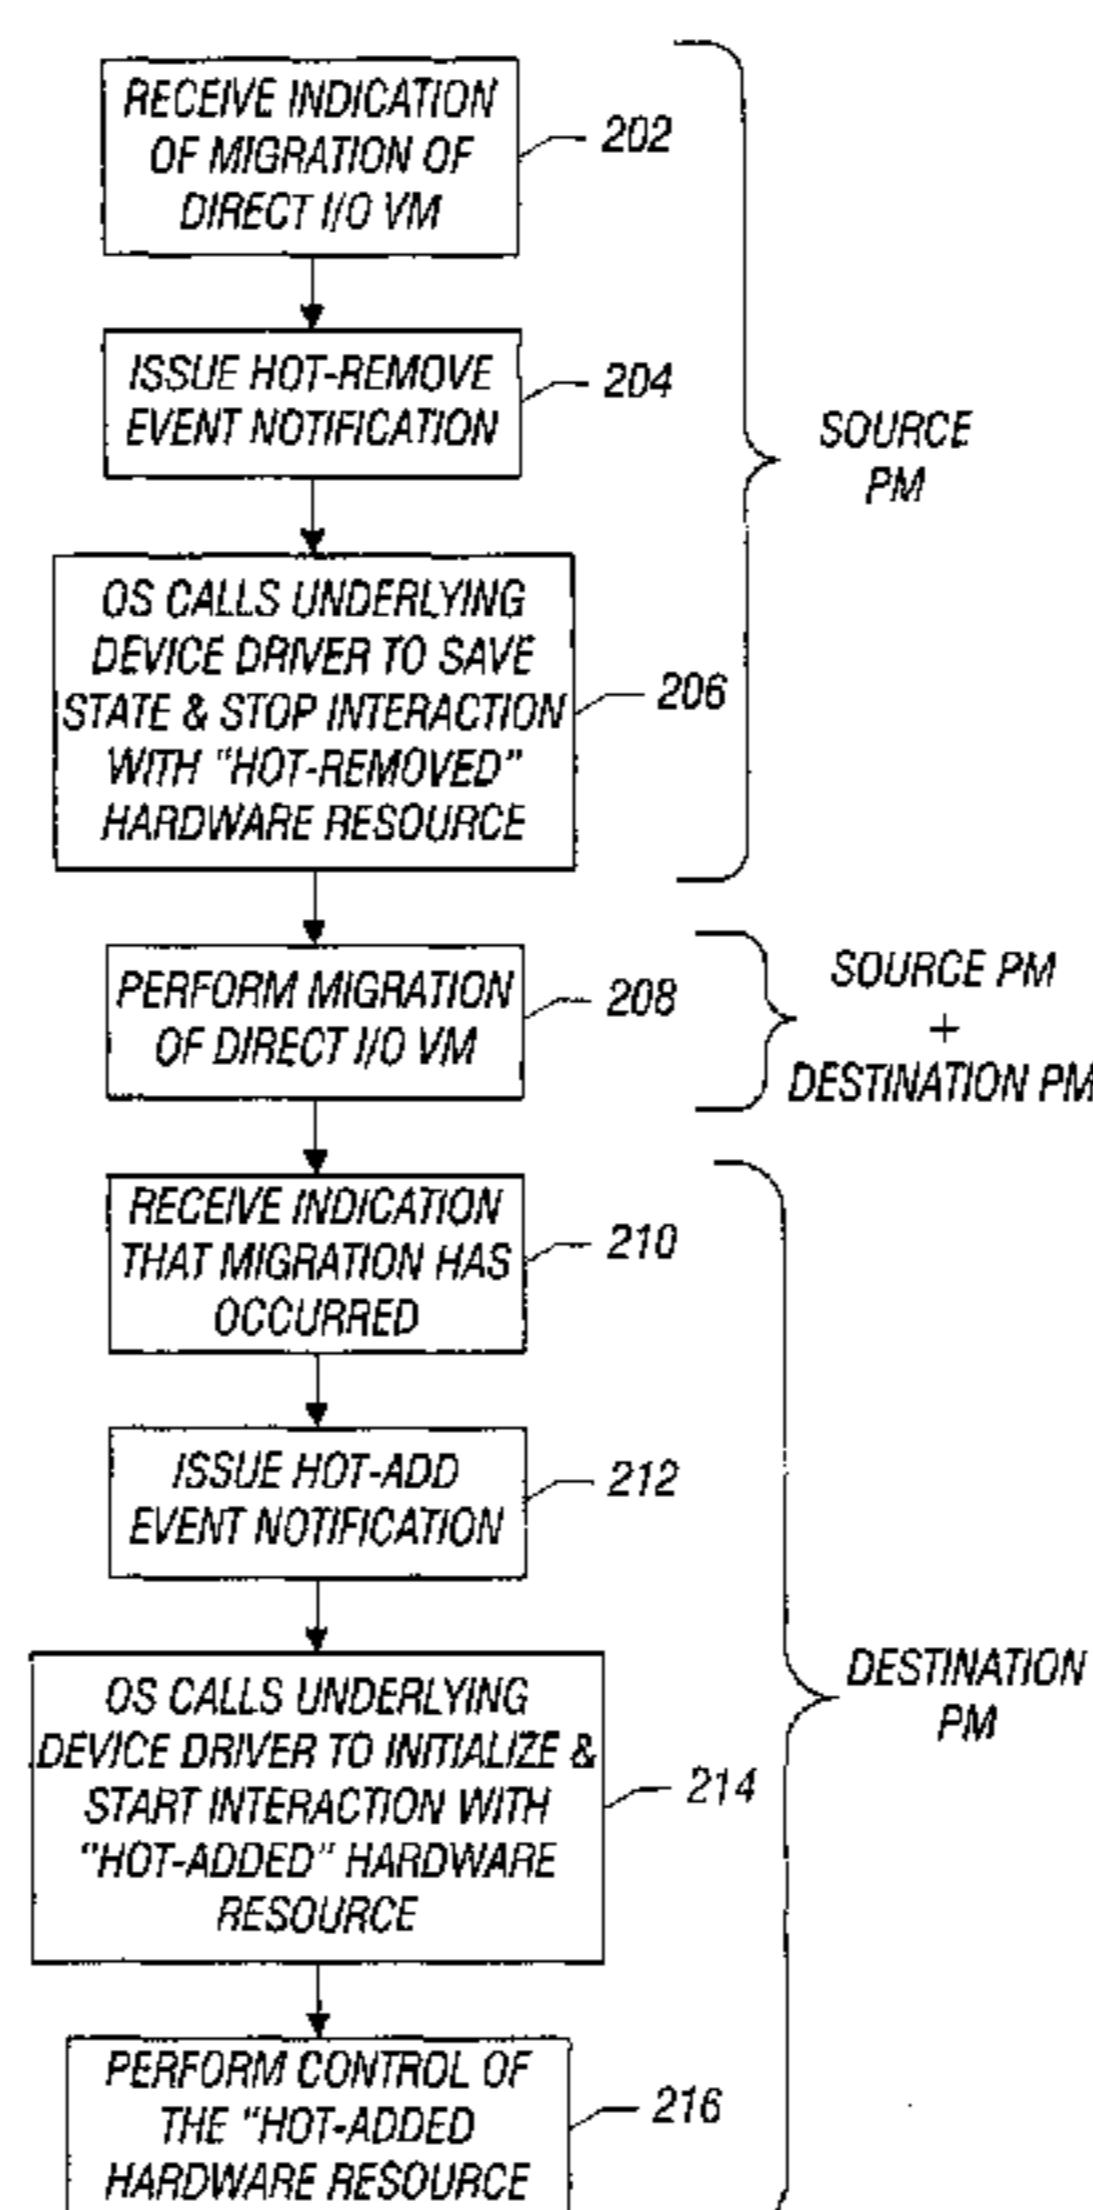 RECEIVE INDICATION
OF MIGRATION OF
DIRECT I/O VM
202
ISSUE HOT-REMOVE
EVENT NOTIFICATION
204
OS CALLS UNDERLYING
DEVICE DRIVER TO SAVE
STATE & STOP INTERACTION
WITH "HOT-REMOVED"
HARDWARE RESOURCE
206
SOURCE
PM
PERFORM MIGRATION
OF DIRECT I/O VM
208
SOURCE PM
+
DESTINATION PM
RECEIVE INDICATION
THAT MIGRATION HAS
OCCURRED
210
ISSUE HOT-ADD
EVENT NOTIFICATION
212
OS CALLS UNDERLYING
DEVICE DRIVER TO INITIALIZE &
START INTERACTION WITH
"HOT-ADDED" HARDWARE
RESOURCE
214
DESTINATION
PM
PERFORM CONTROL OF
THE "HOT-ADDED
HARDWARE RESOURCE
216